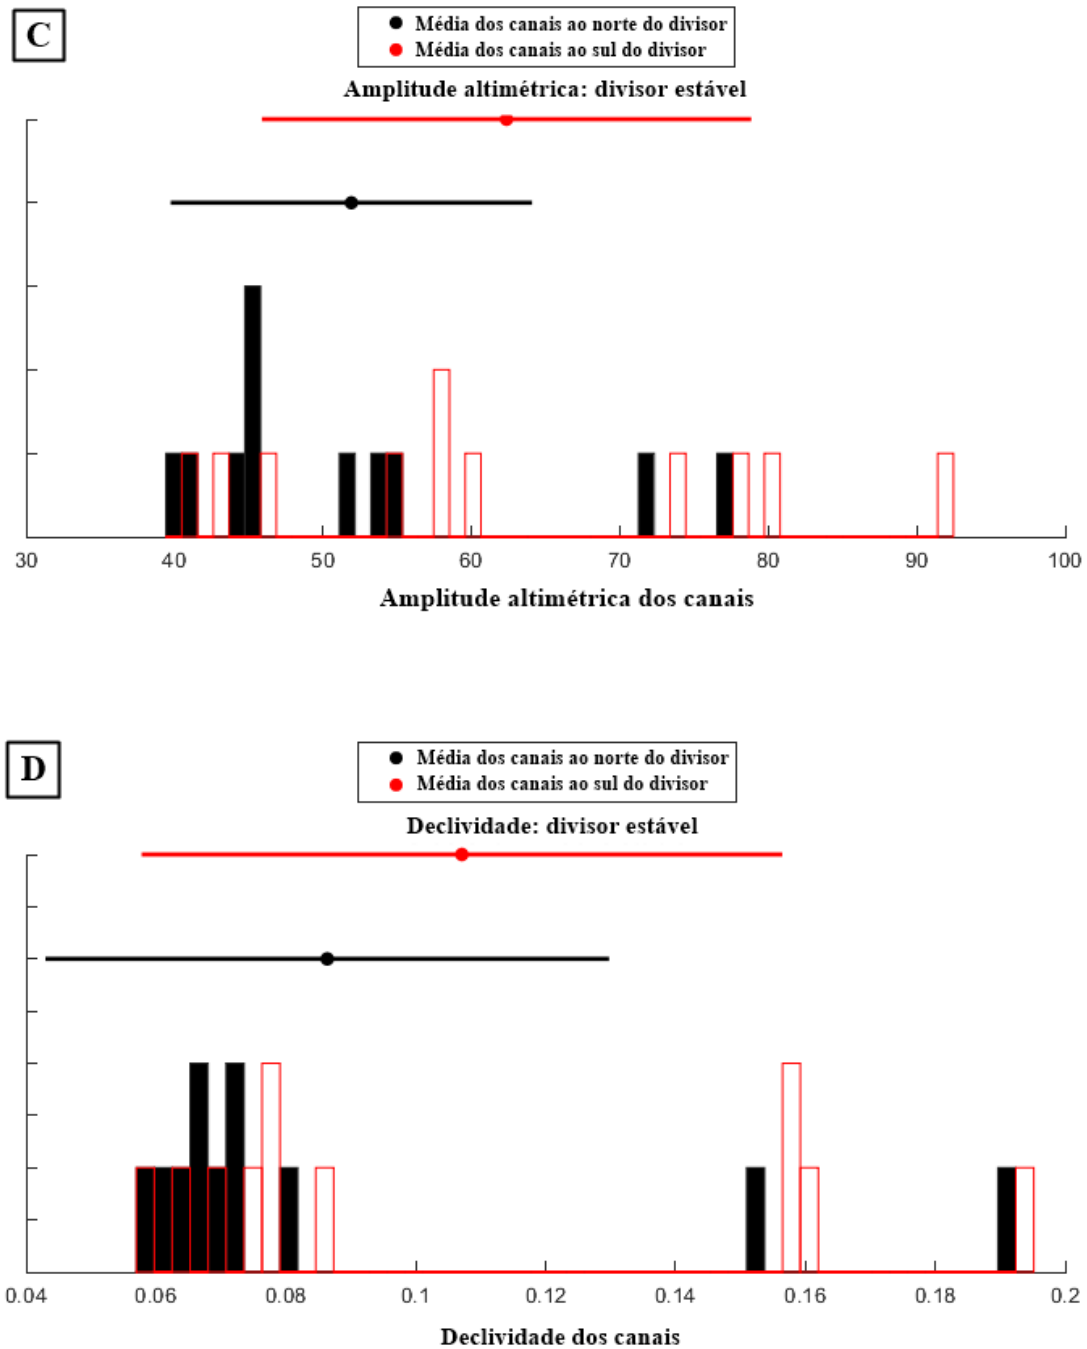 C
Média dos canais ao norte do divisor
Média dos canais ao sul do divisor
Amplitude altimétrica: divisor estável
30 40 50 60 70 80 90 100
Amplitude altimétrica dos canais
D
Média dos canais ao norte do divisor
Média dos canais ao sul do divisor
Declividade: divisor estável
0.04 0.06 0.08 0.1 0.12 0.14 0.16 0.18 0.2
Declividade dos canais